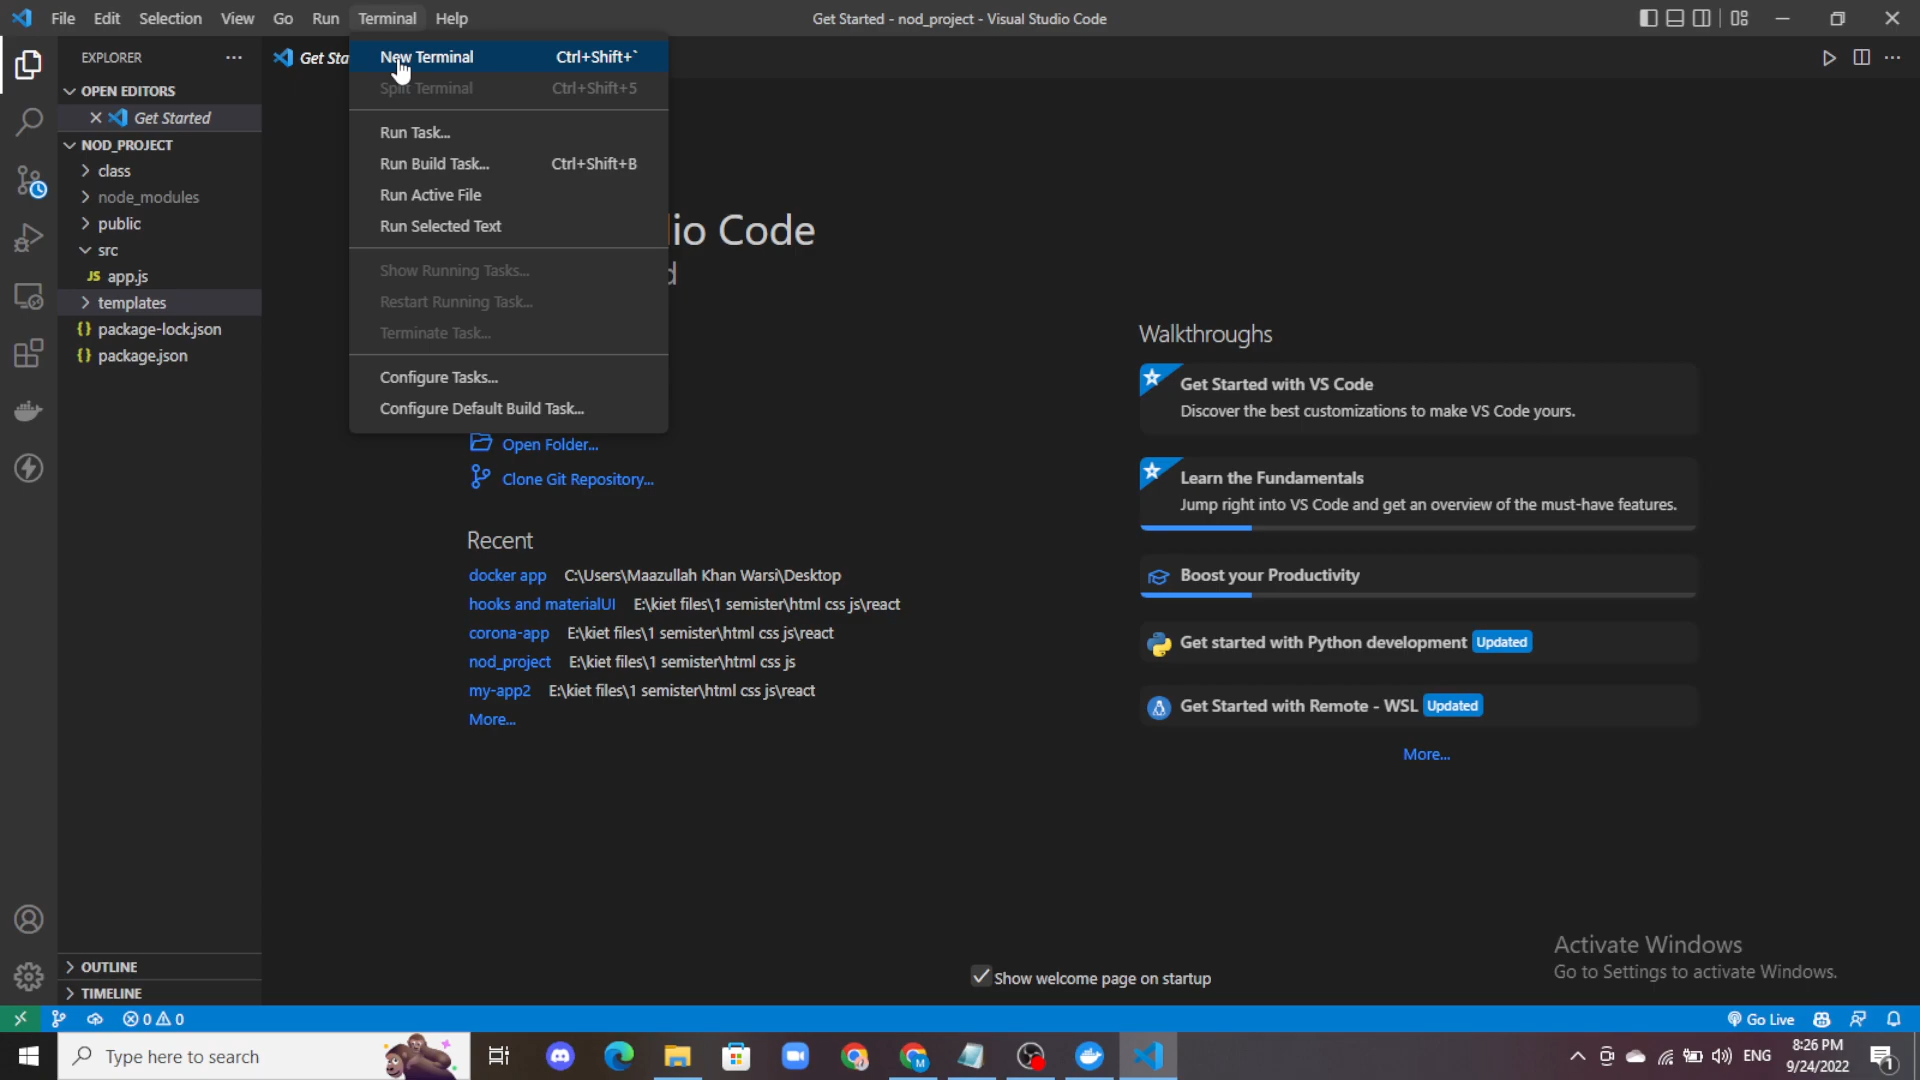 File Edit Selection View Go Run Terminal Help
Get Started - nod_project - Visual Studio Code
EXPLORER
OPEN EDITORS
Get Started
NOD_PROJECT
class
node_modules
public
src
JS app.js
templates
{} package-lock.json
{} package.json
OUTLINE
TIMELINE
Get Sta
New Terminal Ctrl+Shift+`
Split Terminal Ctrl+Shift+5
Run Task...
Run Build Task... Ctrl+Shift+B
Run Active File
Run Selected Text
Show Running Tasks...
Restart Running Task...
Terminate Task...
Configure Tasks...
Configure Default Build Task...
io Code
d
Open Folder...
Clone Git Repository...
Recent
docker app C:\Users\Maazullah Khan Warsi\Desktop
hooks and materialUI E:\kiet files\1 semister\html css js\react
corona-app E:\kiet files\1 semister\html css js\react
nod_project E:\kiet files\1 semister\html css js
my-app2 E:\kiet files\1 semister\html css js\react
More...
Walkthroughs
Get Started with VS Code
Discover the best customizations to make VS Code yours.
Learn the Fundamentals
Jump right into VS Code and get an overview of the must-have features.
Boost your Productivity
Get started with Python development Updated
Get Started with Remote - WSL Updated
More...
Show welcome page on startup
Activate Windows
Go to Settings to activate Windows.
0 0
Go Live
Type here to search
ENG
8:26 PM
9/24/2022
1